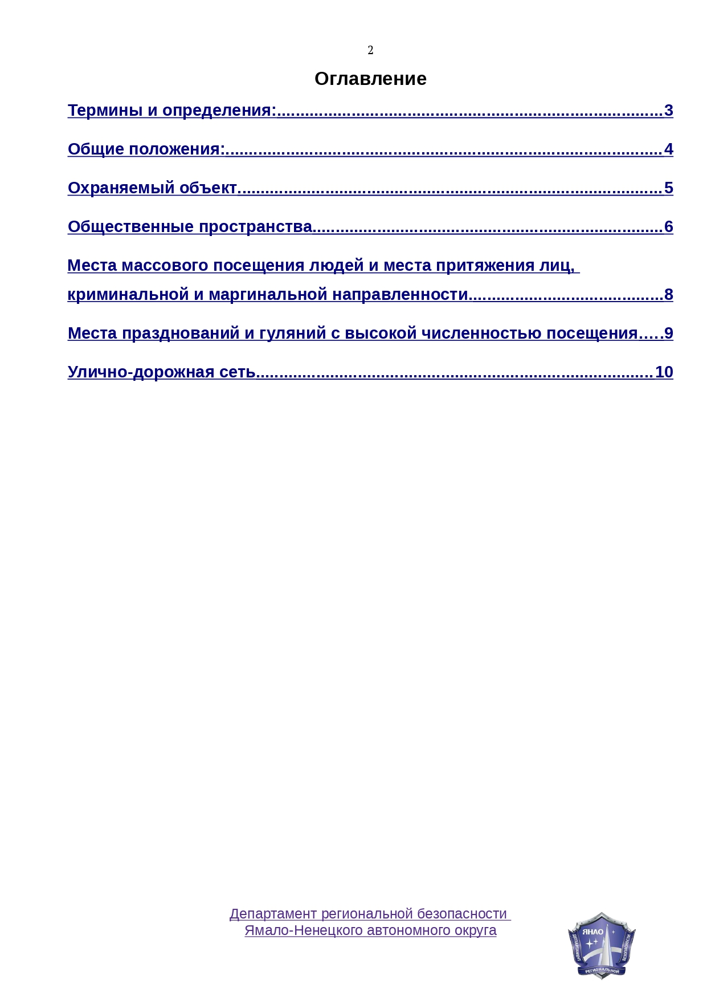 2
Оглавление
Термины и определения:................................................................................3
Общие положения:..........................................................................................4
Охраняемый объект........................................................................................5
Общественные пространства.........................................................................6
Места массового посещения людей и места притяжения лиц,
криминальной и маргинальной направленности........................................8
Места празднований и гуляний с высокой численностью посещения.....9
Улично-дорожная сеть..................................................................................10
Департамент региональной безопасности
Ямало-Ненецкого автономного округа
ЯНАО
ДЕПАРТАМЕНТ
РЕГИОНАЛЬНОЙ
БЕЗОПАСНОСТИ